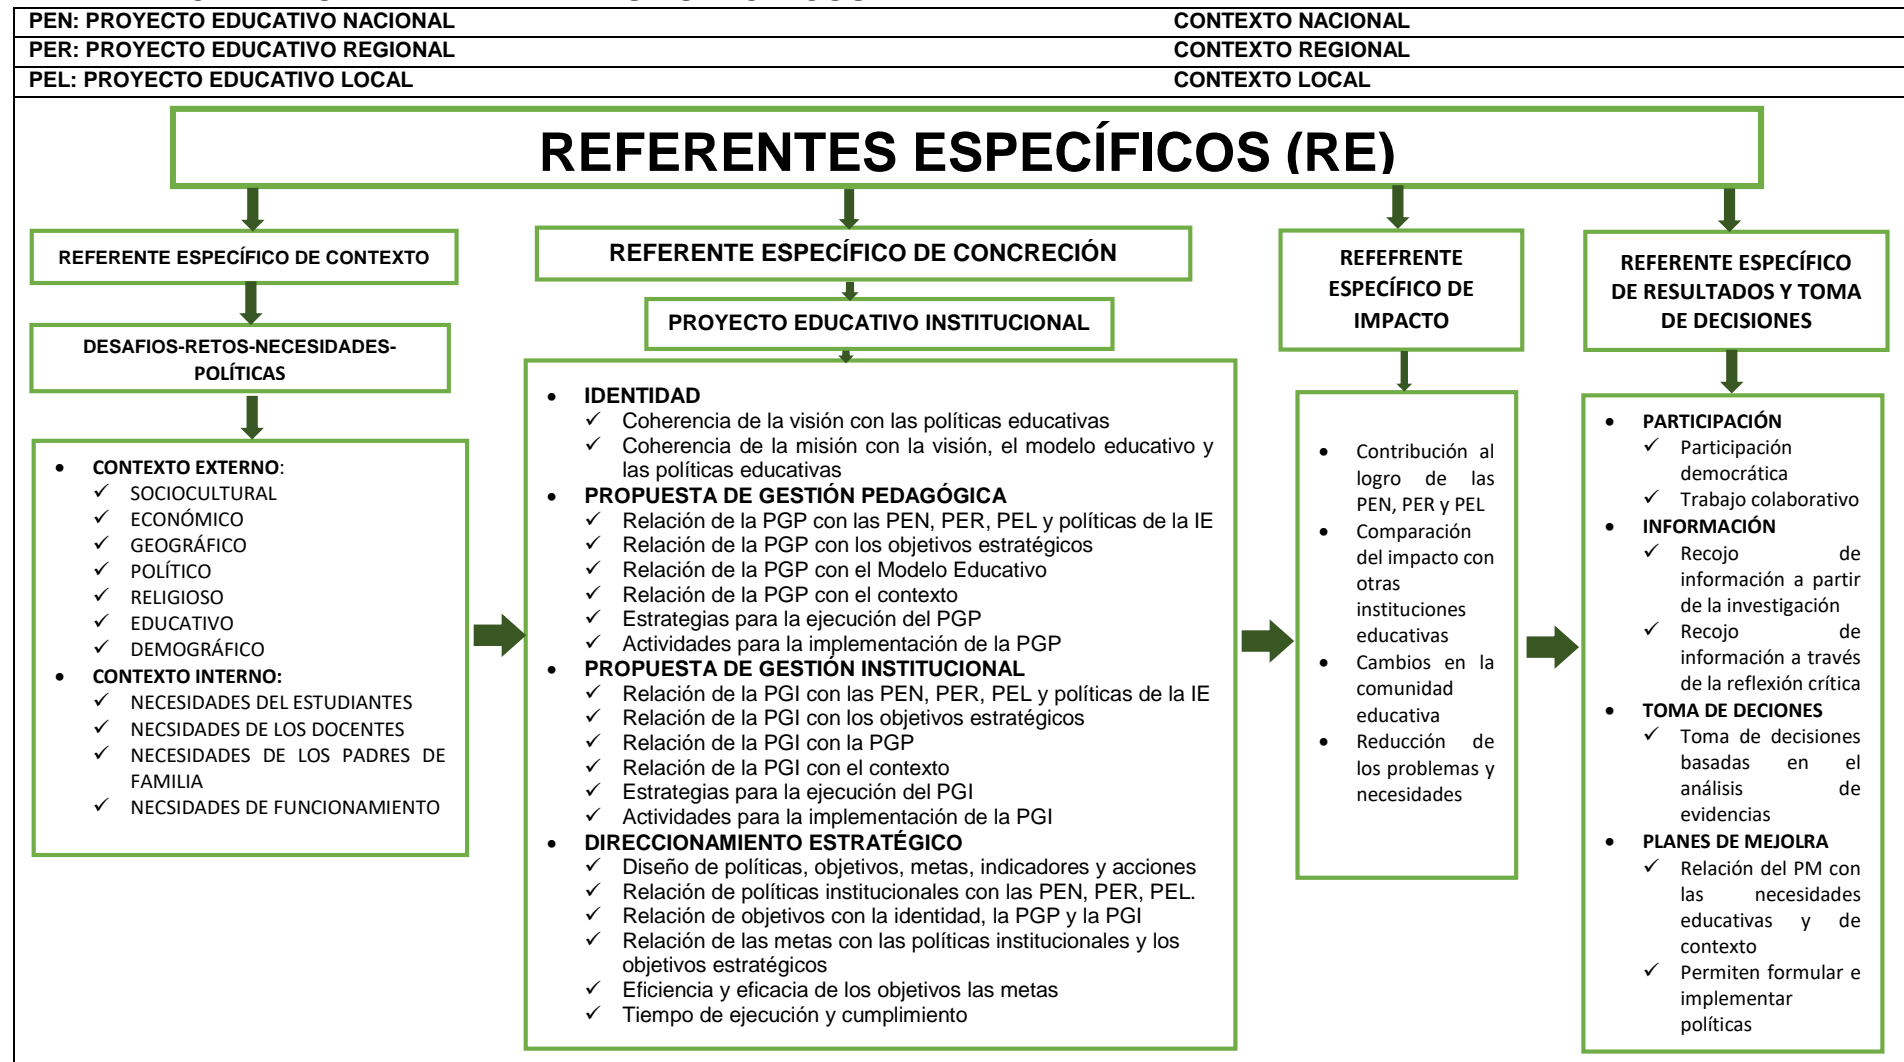 PEN: PROYECTO EDUCATIVO NACIONAL
CONTEXTO NACIONAL
PER: PROYECTO EDUCATIVO REGIONAL
CONTEXTO REGIONAL
PEL: PROYECTO EDUCATIVO LOCAL
CONTEXTO LOCAL
REFERENTES ESPECÍFICOS (RE)
REFERENTE ESPECÍFICO DE CONTEXTO
DESAFIOS-RETOS-NECESIDADES-
POLÍTICAS
• CONTEXTO EXTERNO:
✓ SOCIOCULTURAL
✓ ECONÓMICO
✓ GEOGRÁFICO
✓ POLÍTICO
✓ RELIGIOSO
✓ EDUCATIVO
✓ DEMOGRÁFICO
• CONTEXTO INTERNO:
✓ NECESIDADES DEL ESTUDIANTES
✓ NECSIDADES DE LOS DOCENTES
✓ NECESIDADES DE LOS PADRES DE
FAMILIA
✓ NECSIDADES DE FUNCIONAMIENTO
REFERENTE ESPECÍFICO DE CONCRECIÓN
PROYECTO EDUCATIVO INSTITUCIONAL
• IDENTIDAD
✓ Coherencia de la visión con las políticas educativas
✓ Coherencia de la misión con la visión, el modelo educativo y
las políticas educativas
• PROPUESTA DE GESTIÓN PEDAGÓGICA
✓ Relación de la PGP con las PEN, PER, PEL y políticas de la IE
✓ Relación de la PGP con los objetivos estratégicos
✓ Relación de la PGP con el Modelo Educativo
✓ Relación de la PGP con el contexto
✓ Estrategias para la ejecución del PGP
✓ Actividades para la implementación de la PGP
• PROPUESTA DE GESTIÓN INSTITUCIONAL
✓ Relación de la PGI con las PEN, PER, PEL y políticas de la IE
✓ Relación de la PGI con los objetivos estratégicos
✓ Relación de la PGI con la PGP
✓ Relación de la PGI con el contexto
✓ Estrategias para la ejecución del PGI
✓ Actividades para la implementación de la PGI
• DIRECCIONAMIENTO ESTRATÉGICO
✓ Diseño de políticas, objetivos, metas, indicadores y acciones
✓ Relación de políticas institucionales con las PEN, PER, PEL.
✓ Relación de objetivos con la identidad, la PGP y la PGI
✓ Relación de las metas con las políticas institucionales y los
objetivos estratégicos
✓ Eficiencia y eficacia de los objetivos las metas
✓ Tiempo de ejecución y cumplimiento
REFEFRENTE
ESPECÍFICO DE
IMPACTO
• Contribución al
logro de las
PEN, PER y PEL
• Comparación
del impacto con
otras
instituciones
educativas
• Cambios en la
comunidad
educativa
• Reducción de
los problemas y
necesidades
REFERENTE ESPECÍFICO
DE RESULTADOS Y TOMA
DE DECISIONES
• PARTICIPACIÓN
✓ Participación
democrática
✓ Trabajo colaborativo
• INFORMACIÓN
✓ Recojo de
información a partir
de la investigación
✓ Recojo de
información a través
de la reflexión crítica
• TOMA DE DECIONES
✓ Toma de decisiones
basadas en el
análisis de
evidencias
• PLANES DE MEJOLRA
✓ Relación del PM con
las necesidades
educativas y de
contexto
✓ Permiten formular e
implementar
políticas